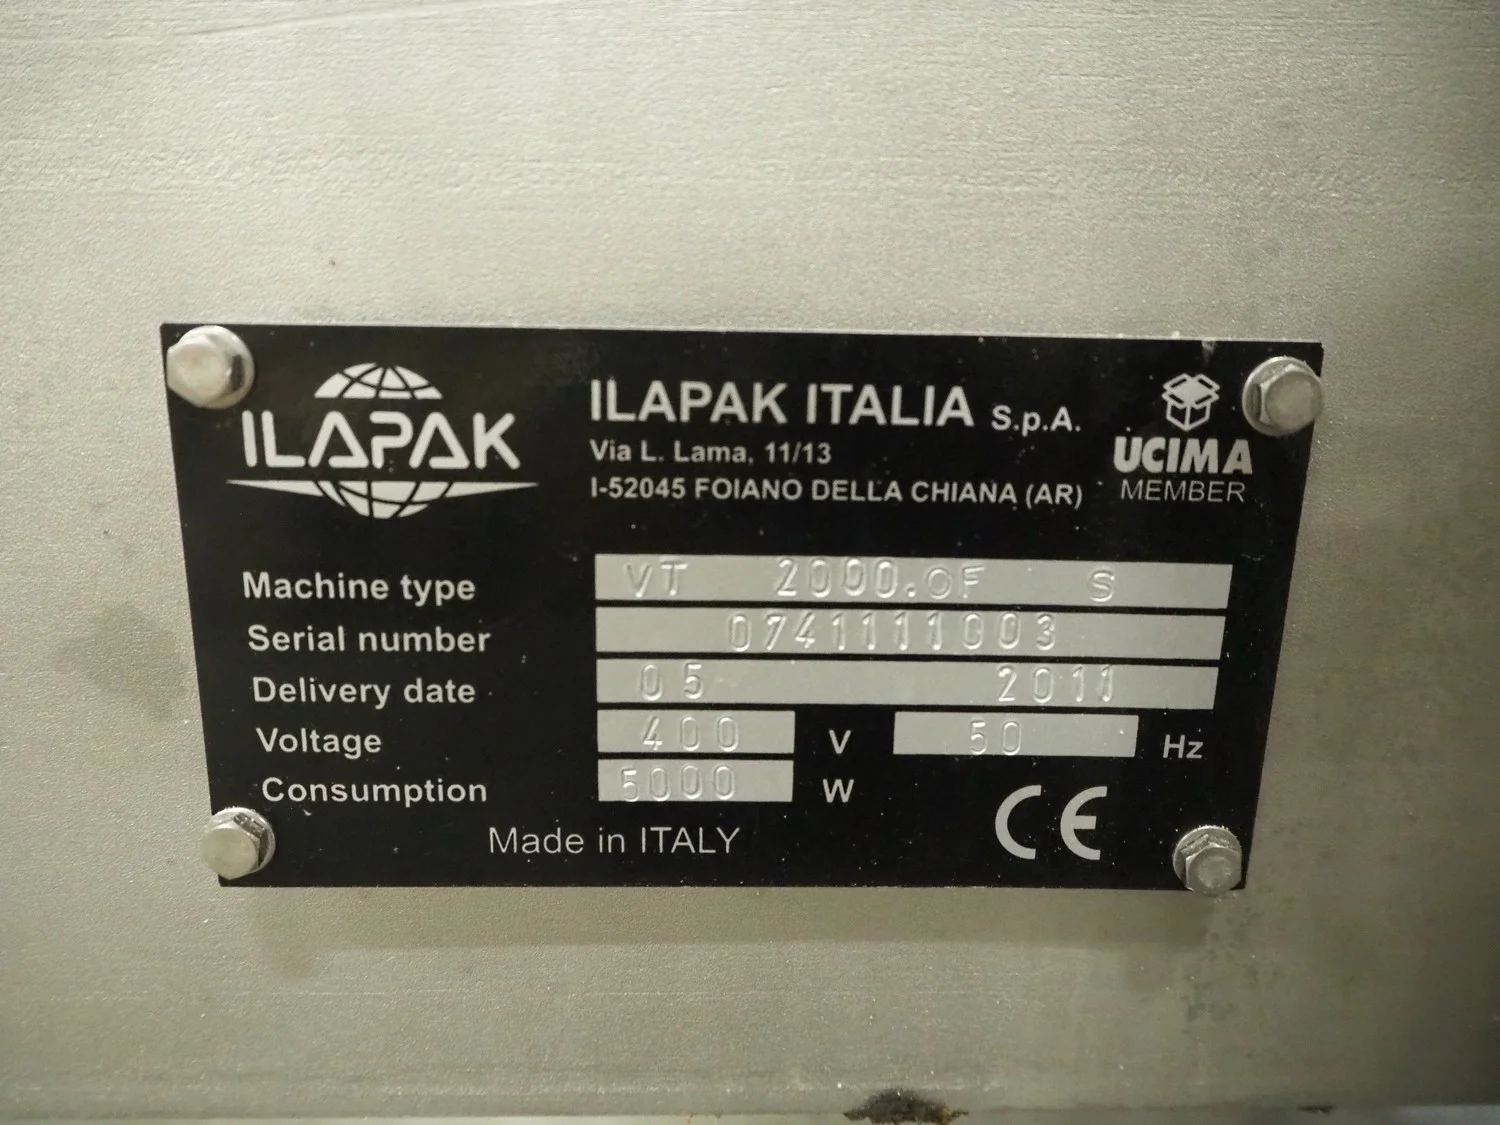 ILAPAK
ILAPAK ITALIA S.p.A.
Via L. Lama, 11/13
I-52045 FOIANO DELLA CHIANA (AR)
UCIMA
MEMBER
Machine type VT 2000.OF S
Serial number 0741111003
Delivery date 05 2011
Voltage 400 V 50 Hz
Consumption 5000 W
Made in ITALY
CE